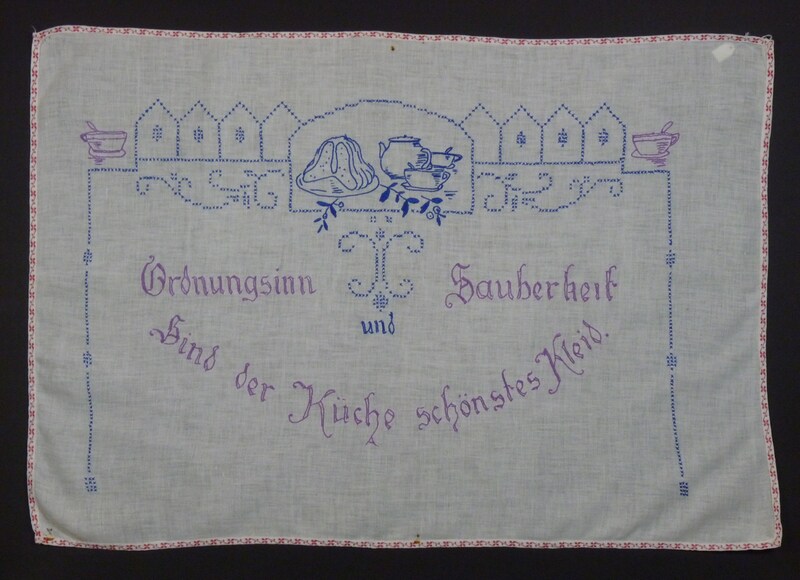 Ordnungsinn Sauberkeit
und
Sind der Küche schönstes Kleid.